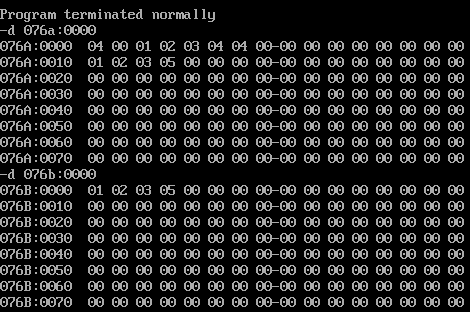 Program terminated normally
-d 076a:0000
076A:0000  04 00 01 02 03 04 04 00-00 00 00 00 00 00 00 00
076A:0010  01 02 03 05 00 00 00 00-00 00 00 00 00 00 00 00
076A:0020  00 00 00 00 00 00 00 00-00 00 00 00 00 00 00 00
076A:0030  00 00 00 00 00 00 00 00-00 00 00 00 00 00 00 00
076A:0040  00 00 00 00 00 00 00 00-00 00 00 00 00 00 00 00
076A:0050  00 00 00 00 00 00 00 00-00 00 00 00 00 00 00 00
076A:0060  00 00 00 00 00 00 00 00-00 00 00 00 00 00 00 00
076A:0070  00 00 00 00 00 00 00 00-00 00 00 00 00 00 00 00
-d 076b:0000
076B:0000  01 02 03 05 00 00 00 00-00 00 00 00 00 00 00 00
076B:0010  00 00 00 00 00 00 00 00-00 00 00 00 00 00 00 00
076B:0020  00 00 00 00 00 00 00 00-00 00 00 00 00 00 00 00
076B:0030  00 00 00 00 00 00 00 00-00 00 00 00 00 00 00 00
076B:0040  00 00 00 00 00 00 00 00-00 00 00 00 00 00 00 00
076B:0050  00 00 00 00 00 00 00 00-00 00 00 00 00 00 00 00
076B:0060  00 00 00 00 00 00 00 00-00 00 00 00 00 00 00 00
076B:0070  00 00 00 00 00 00 00 00-00 00 00 00 00 00 00 00